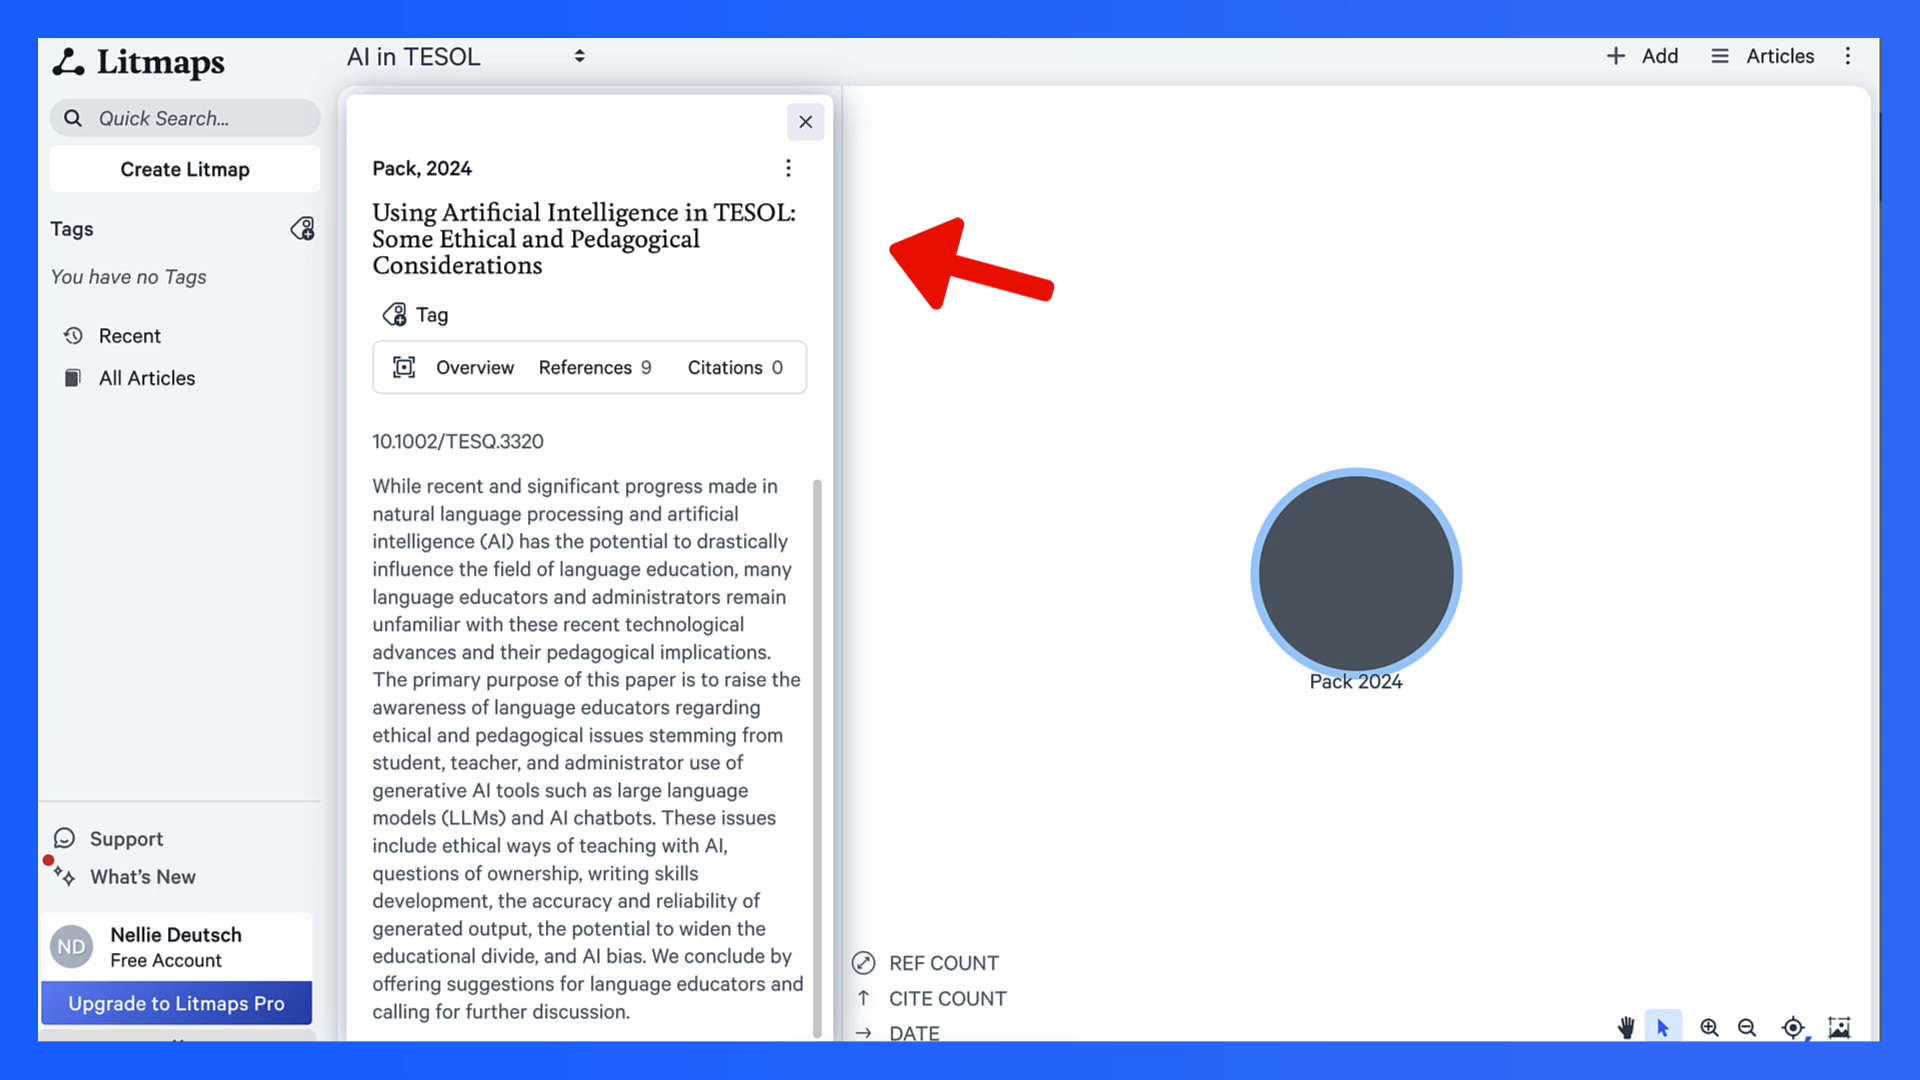 Litmaps
AI in TESOL
Add
Articles
Quick Search...
Create Litmap
Tags
You have no Tags
Recent
All Articles
Support
What's New
ND
Nellie Deutsch
Free Account
Upgrade to Litmaps Pro
Pack, 2024
Using Artificial Intelligence in TESOL:
Some Ethical and Pedagogical
Considerations
Tag
Overview References 9 Citations 0
10.1002/TESQ.3320
While recent and significant progress made in
natural language processing and artificial
intelligence (AI) has the potential to drastically
influence the field of language education, many
language educators and administrators remain
unfamiliar with these recent technological
advances and their pedagogical implications.
The primary purpose of this paper is to raise the
awareness of language educators regarding
ethical and pedagogical issues stemming from
student, teacher, and administrator use of
generative AI tools such as large language
models (LLMs) and AI chatbots. These issues
include ethical ways of teaching with AI,
questions of ownership, writing skills
development, the accuracy and reliability of
generated output, the potential to widen the
educational divide, and AI bias. We conclude by
offering suggestions for language educators and
calling for further discussion.
Pack 2024
REF COUNT
CITE COUNT
DATE